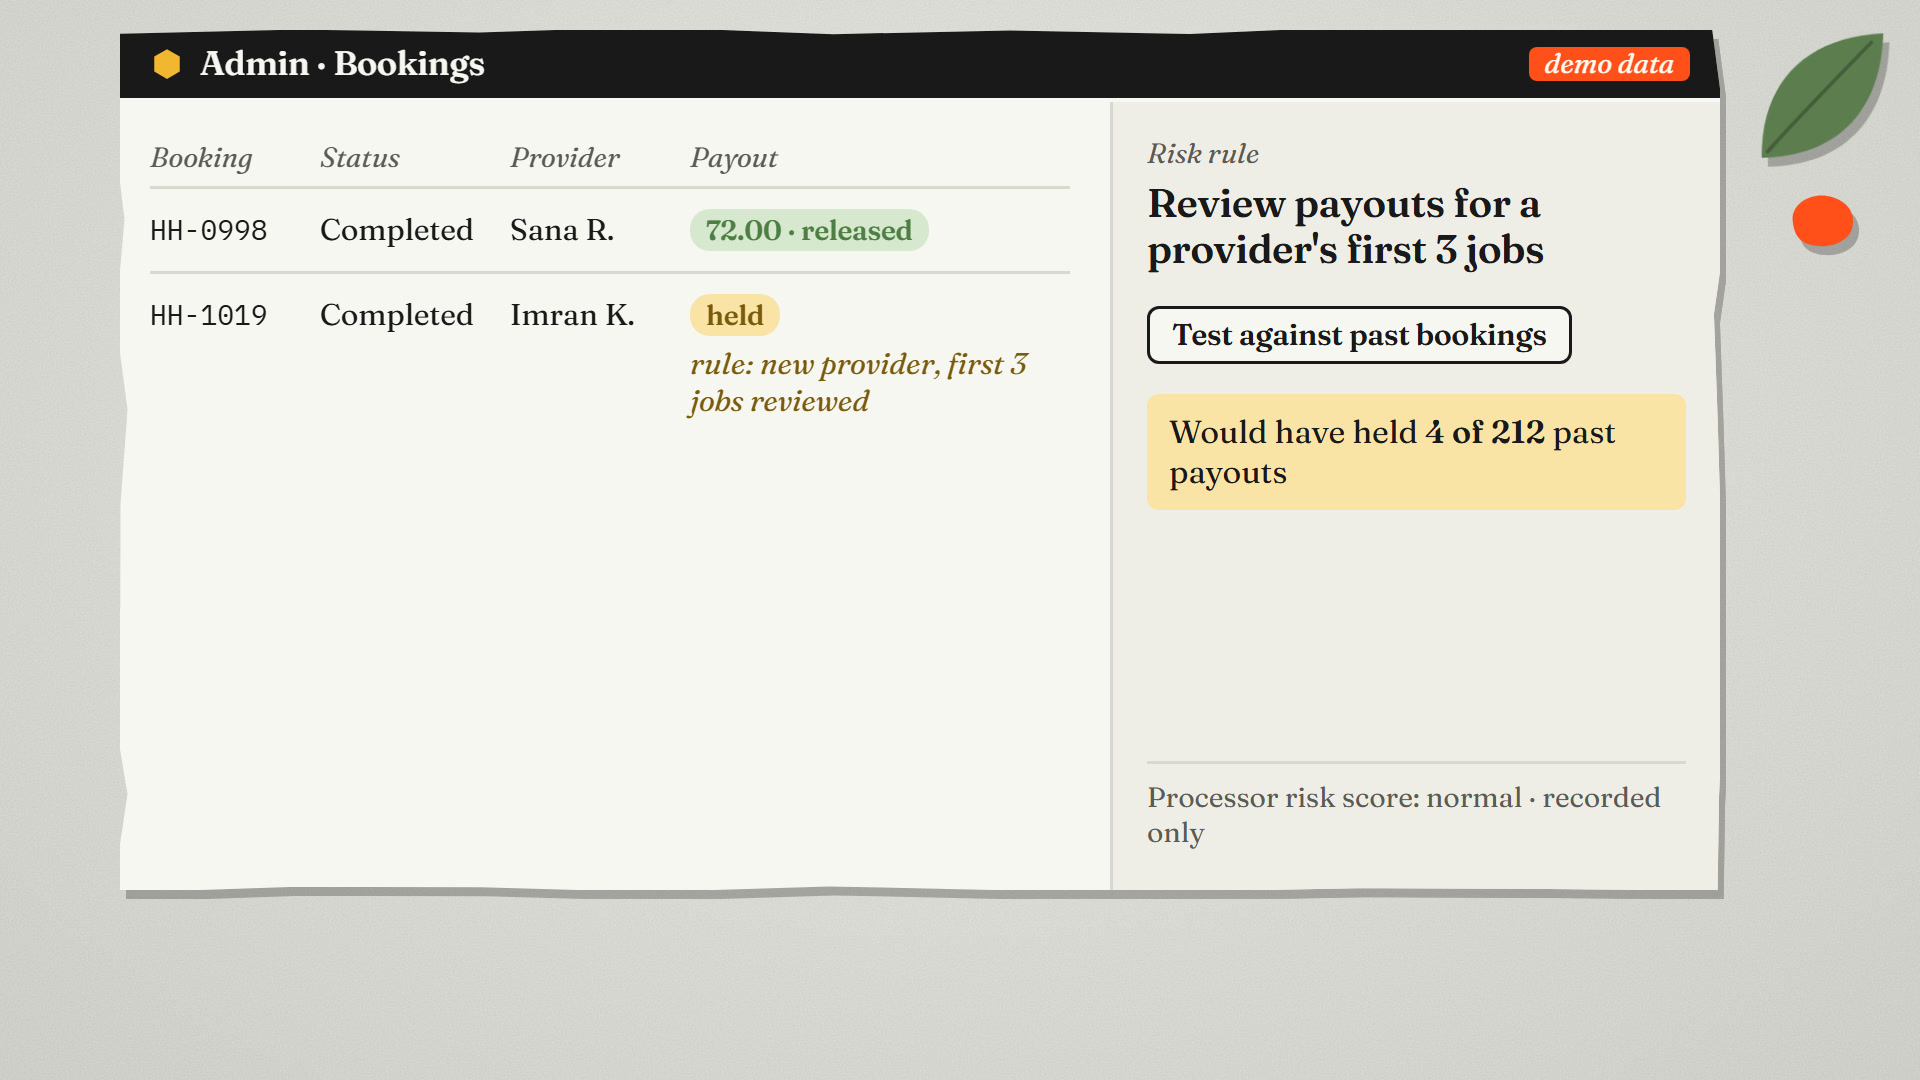 Admin · Bookings
demo data
Booking Status Provider Payout
HH-0998 Completed Sana R. 72.00 · released
HH-1019 Completed Imran K. held
rule: new provider, first 3
jobs reviewed
Risk rule
Review payouts for a
provider's first 3 jobs
Test against past bookings
Would have held 4 of 212 past
payouts
Processor risk score: normal · recorded
only